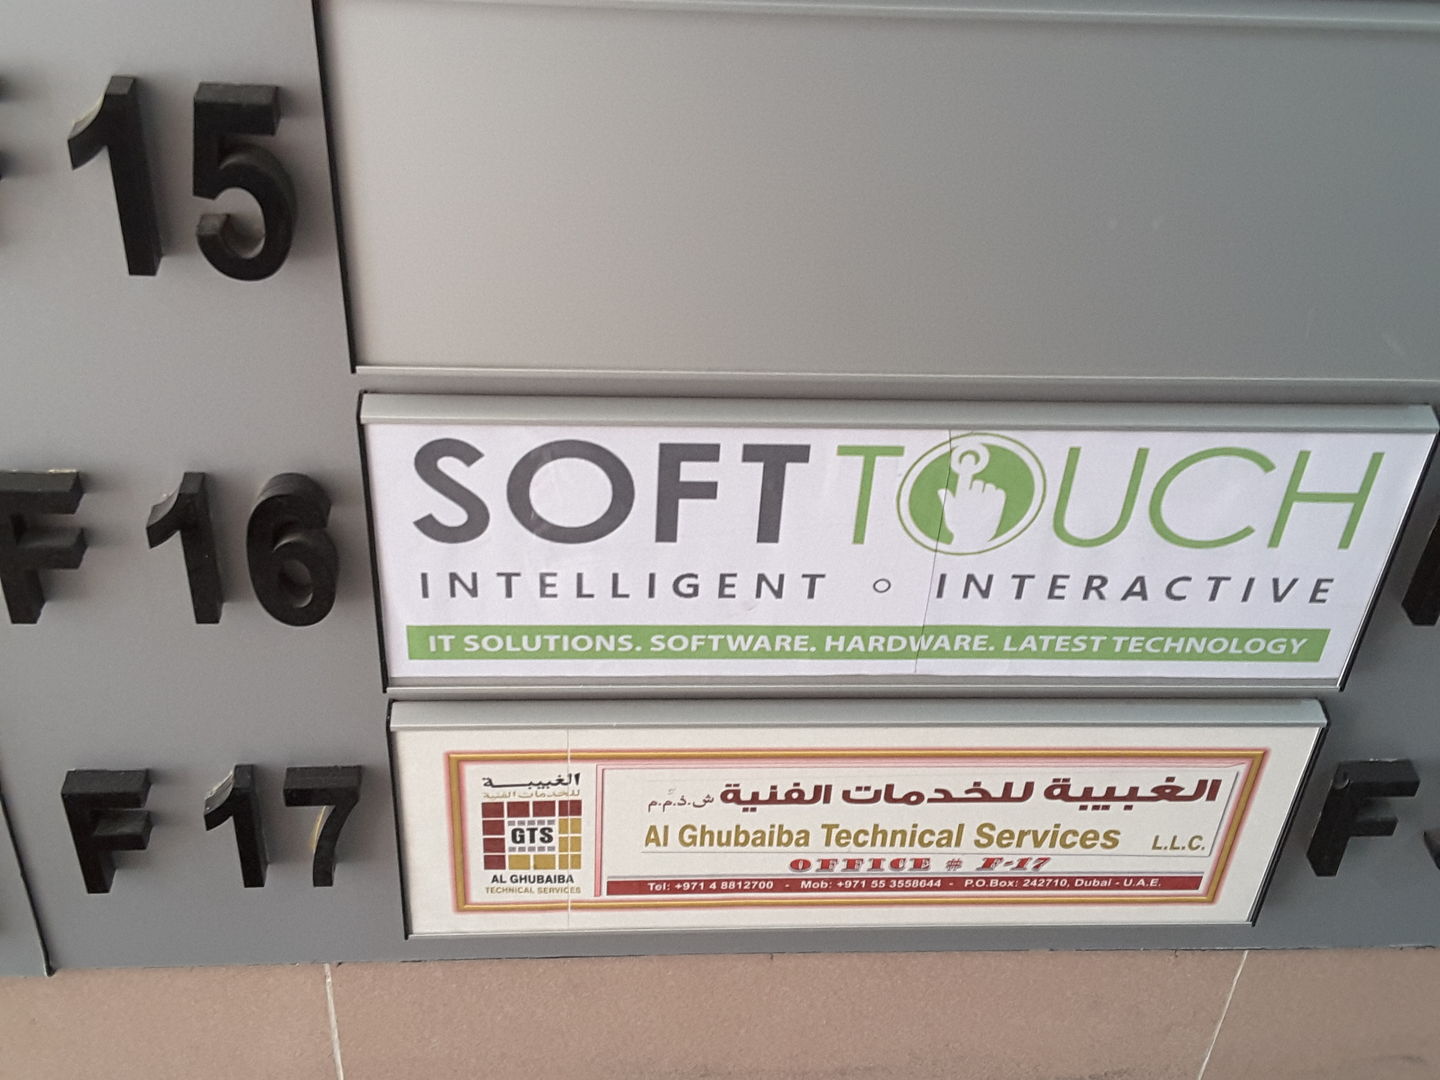 F 15
F 16
SOFT TOUCH
INTELLIGENT ○ INTERACTIVE
IT SOLUTIONS. SOFTWARE. HARDWARE. LATEST TECHNOLOGY
F 17
الغبيبة
للخدمات الفنية
GTS
AL GHUBAIBA
TECHNICAL SERVICES
الغبيبة للخدمات الفنية ش.ذ.م.م
Al Ghubaiba Technical Services L.L.C.
OFFICE # F-17
Tel: +971 4 8812700 - Mob: +971 55 3558644 - P.O.Box: 242710, Dubai - U.A.E.
F